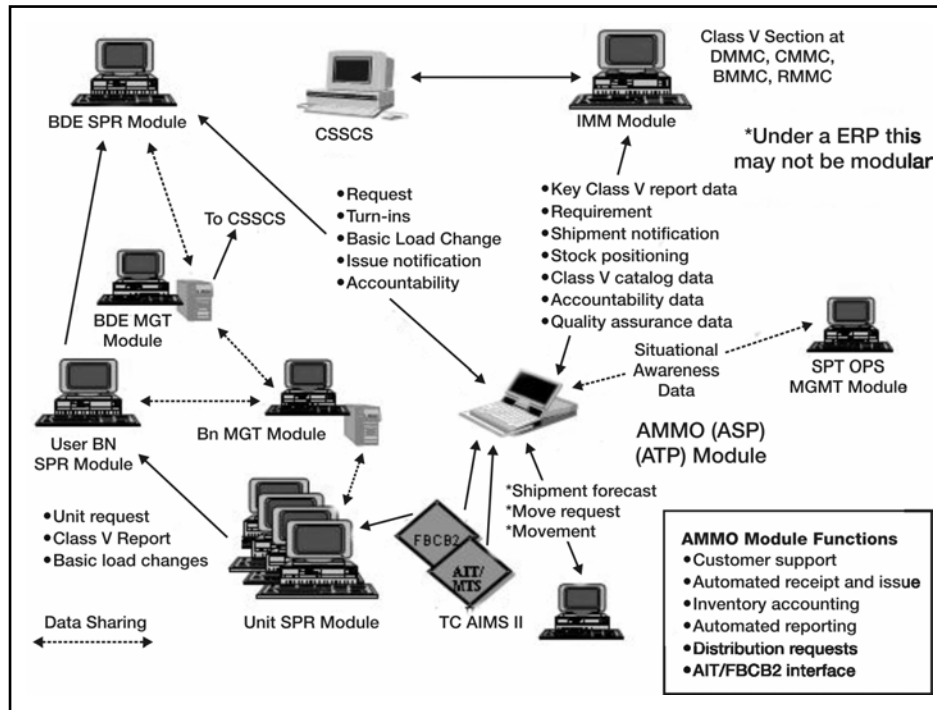 Class V Section at
DMMC, CMMC,
BMMC, RMMC
BDE SPR Module
CSSCS
IMM Module
*Under a ERP this
may not be modular
•Request
•Turn-ins
•Basic Load Change
•Issue notification
•Accountability
•Key Class V report data
•Requirement
•Shipment notification
•Stock positioning
•Class V catalog data
•Accountability data
•Quality assurance data
To CSSCS
BDE MGT
Module
Situational
Awareness
Data
SPT OPS
MGMT Module
User BN
SPR Module
Bn MGT Module
AMMO (ASP)
(ATP) Module
•Unit request
•Class V Report
•Basic load changes
*Shipment forecast
*Move request
*Movement
FBCB2
AIT/
MTS
Data Sharing
Unit SPR Module
TC AIMS II
AMMO Module Functions
•Customer support
•Automated receipt and issue
•Inventory accounting
•Automated reporting
•Distribution requests
•AIT/FBCB2 interface